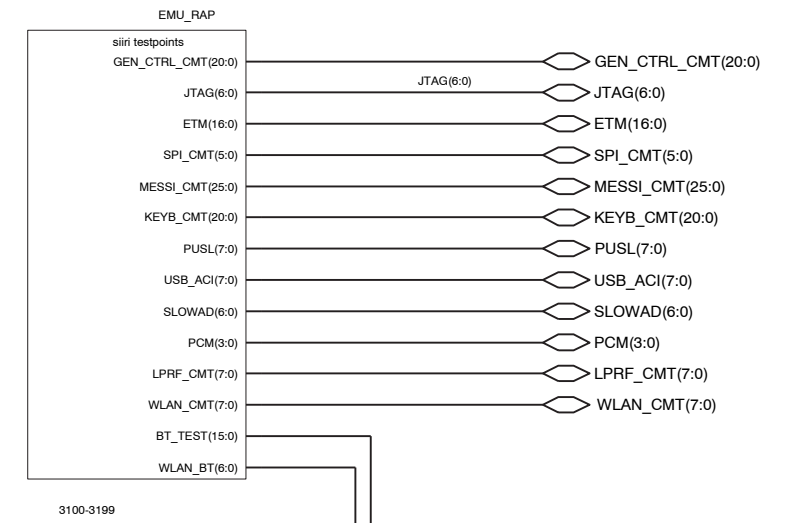 EMU_RAP
siiri testpoints
GEN_CTRL_CMT(20:0) GEN_CTRL_CMT(20:0)
JTAG(6:0) JTAG(6:0) JTAG(6:0)
ETM(16:0) ETM(16:0)
SPI_CMT(5:0) SPI_CMT(5:0)
MESSI_CMT(25:0) MESSI_CMT(25:0)
KEYB_CMT(20:0) KEYB_CMT(20:0)
PUSL(7:0) PUSL(7:0)
USB_ACI(7:0) USB_ACI(7:0)
SLOWAD(6:0) SLOWAD(6:0)
PCM(3:0) PCM(3:0)
LPRF_CMT(7:0) LPRF_CMT(7:0)
WLAN_CMT(7:0) WLAN_CMT(7:0)
BT_TEST(15:0)
WLAN_BT(6:0)
3100-3199